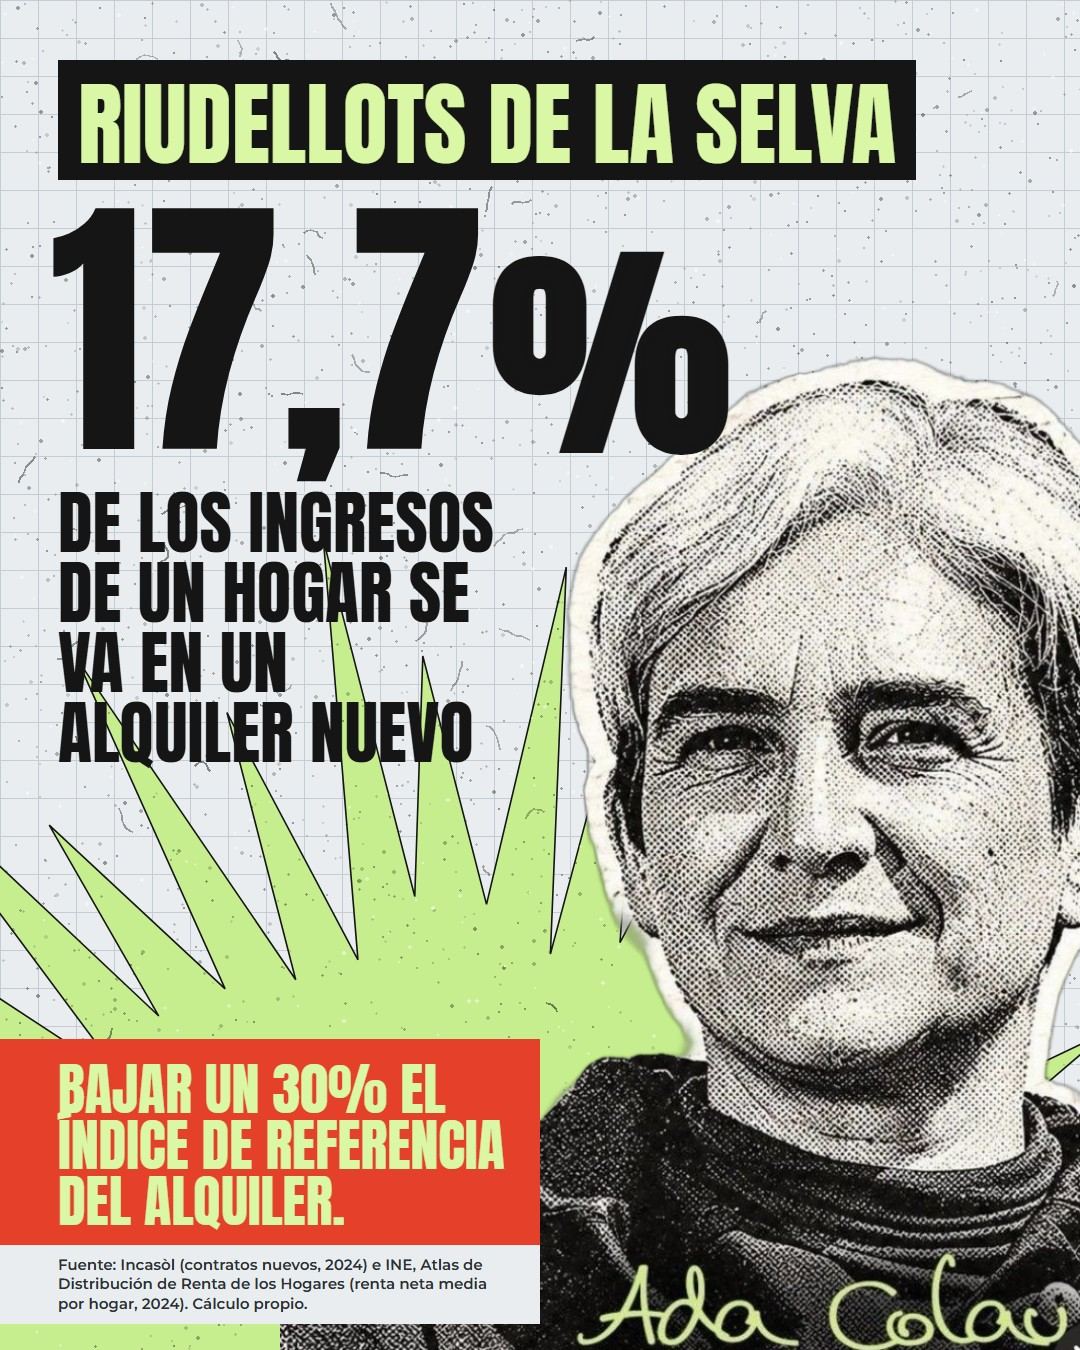 RIUDELLOTS DE LA SELVA
17,7%
DE LOS INGRESOS
DE UN HOGAR SE
VA EN UN
ALQUILER NUEVO
BAJAR UN 30% EL
ÍNDICE DE REFERENCIA
DEL ALQUILER.
Fuente: Incasòl (contratos nuevos, 2024) e INE, Atlas de
Distribución de Renta de los Hogares (renta neta media
por hogar, 2024). Cálculo propio.
Ada Colau